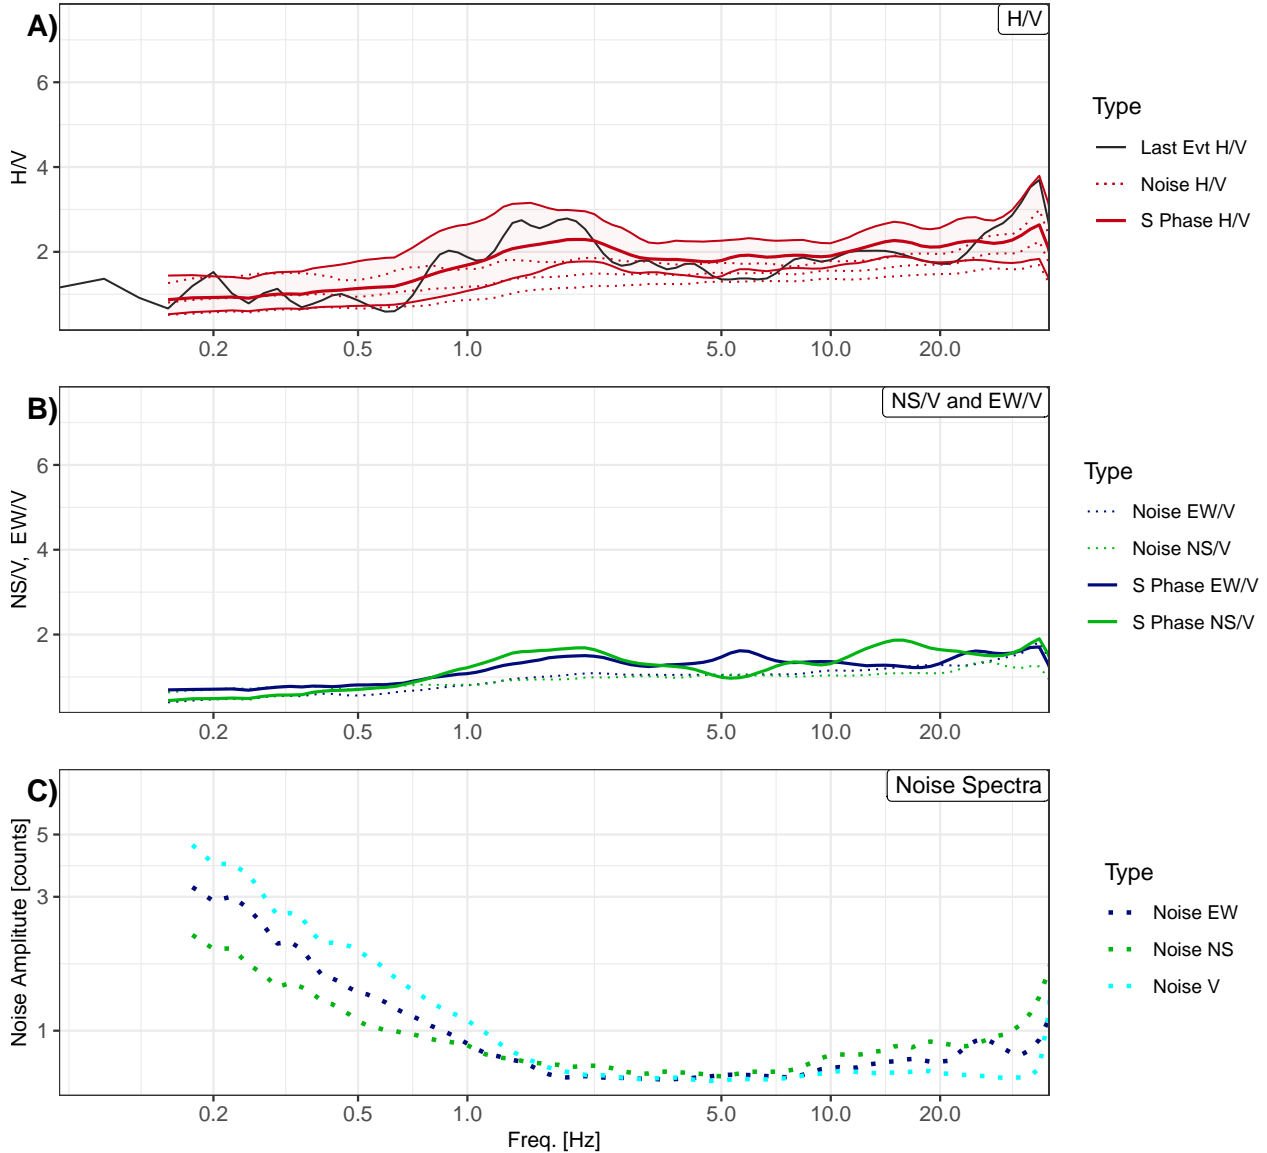 A)
H/V
6
4
2
H/V
0.2 0.5 1.0 5.0 10.0 20.0
Type
Last Evt H/V
Noise H/V
S Phase H/V
B)
NS/V and EW/V
6
4
2
NS/V, EW/V
0.2 0.5 1.0 5.0 10.0 20.0
Type
Noise EW/V
Noise NS/V
S Phase EW/V
S Phase NS/V
C)
Noise Spectra
5
3
1
Noise Amplitude [counts]
0.2 0.5 1.0 5.0 10.0 20.0
Freq. [Hz]
Type
Noise EW
Noise NS
Noise V